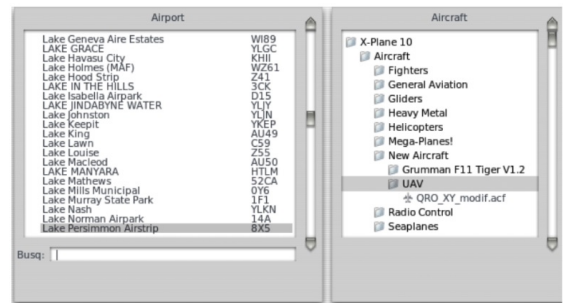 Airport
Lake Geneva Aire Estates WI89
LAKE GRACE YLGC
Lake Havasu City KHII
Lake Holmes (MAF) WZ61
Lake Hood Strip Z41
LAKE IN THE HILLS 3CK
Lake Isabella Airpark D15
LAKE JINDABYNE WATER YLJY
Lake Johnston YLJN
Lake Keepit YKEP
Lake King AU49
Lake Lawn C59
Lake Louise Z55
Lake Macleod AU50
LAKE MANYARA HTLM
Lake Mathews 52CA
Lake Mills Municipal 0Y6
Lake Murray State Park 1F1
Lake Nash YLKN
Lake Norman Airpark 14A
Lake Persimmon Airstrip 8X5
Busq:
Aircraft
X-Plane 10
Aircraft
Fighters
General Aviation
Gliders
Heavy Metal
Helicopters
Mega-Planes!
New Aircraft
Grumman F11 Tiger V1.2
UAV
QRO_XY_modif.acf
Radio Control
Seaplanes